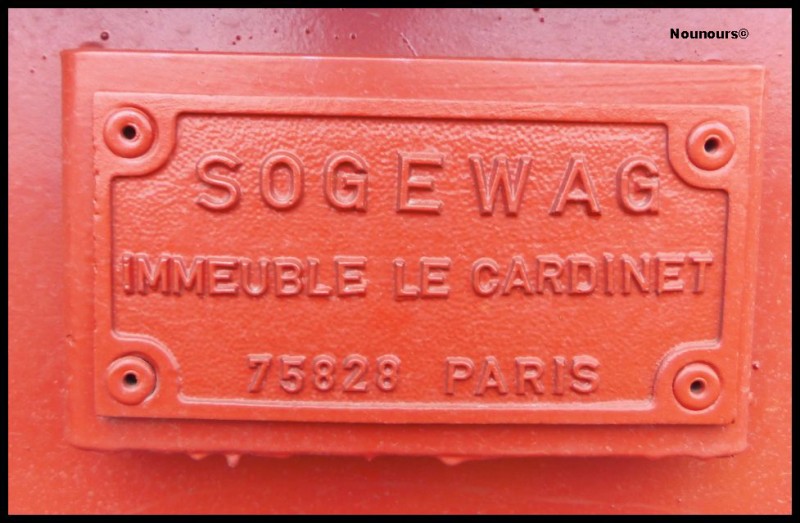 Nounours©
SOGEWAG
IMMEUBLE LE CARDINET
75828 PARIS